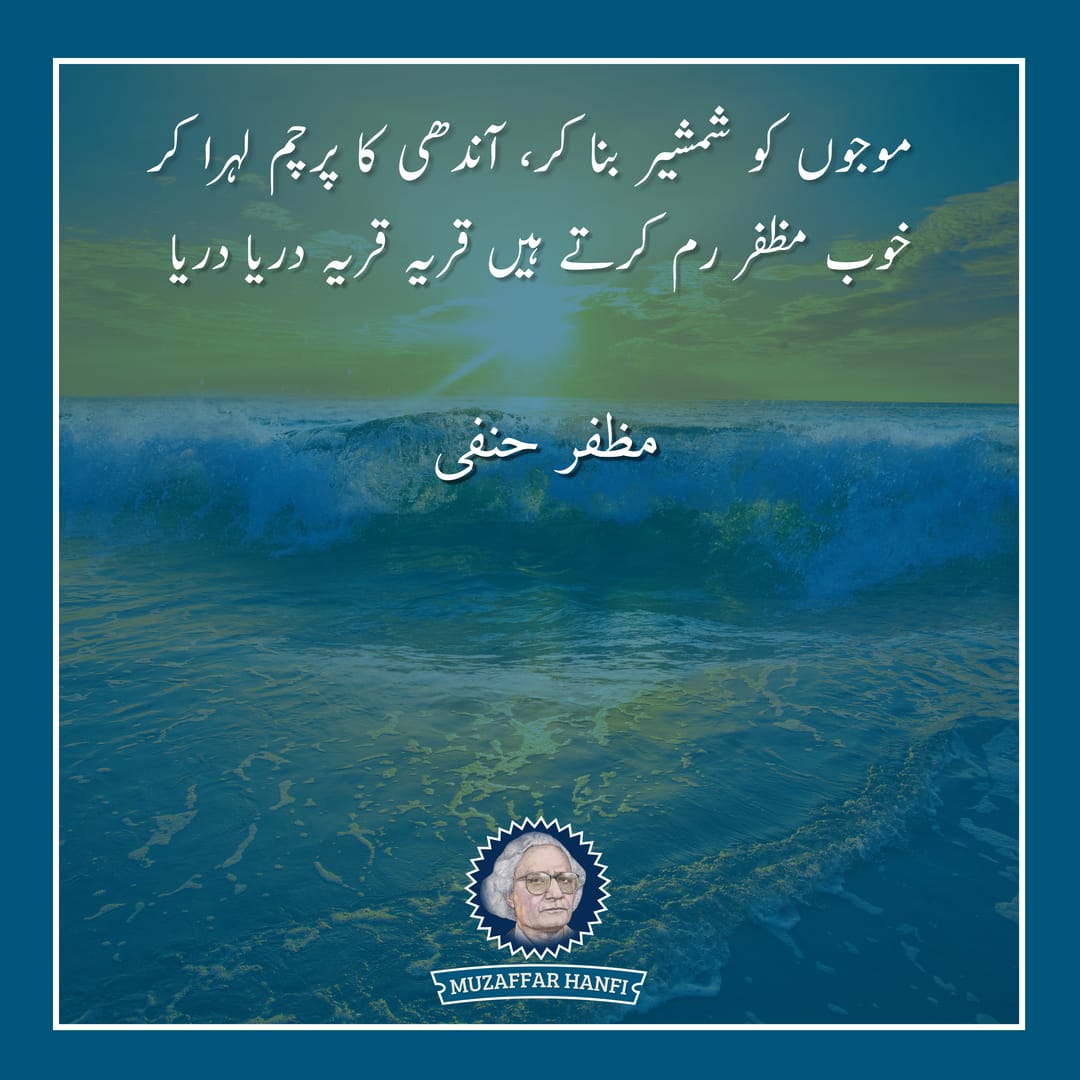 موجوں کو شمشیر بنا کر، آندھی کا پرچم لہرا کر
خوب مظفر رم کرتے ہیں قریہ قریہ دریا دریا
مظفر حنفی
MUZAFFAR HANFI